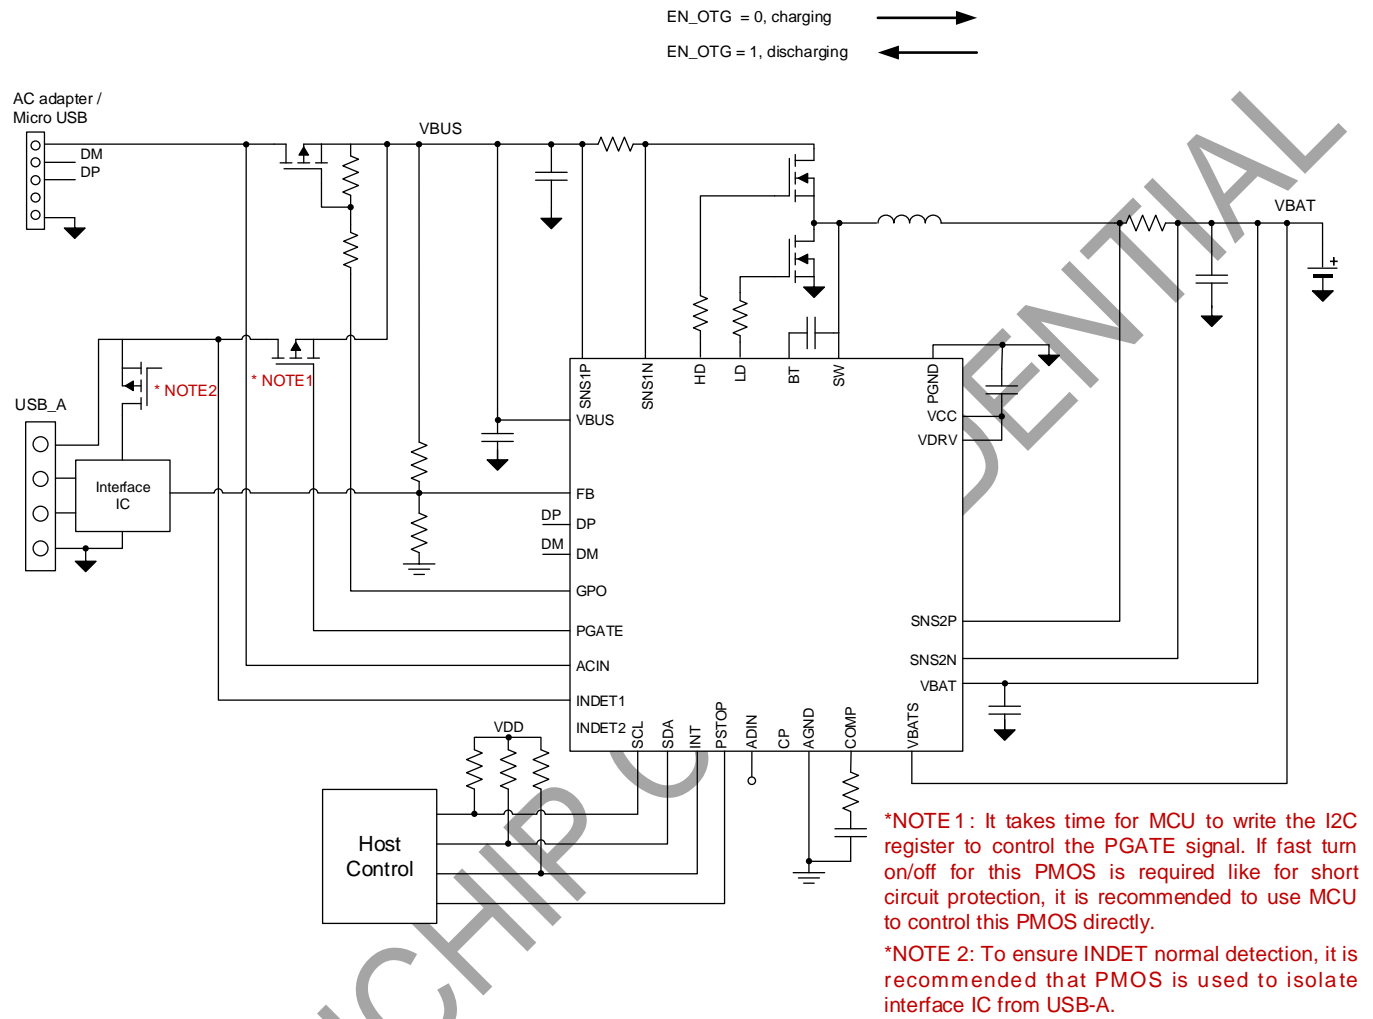 EN_OTG = 0, charging
EN_OTG = 1, discharging
AC adapter /
Micro USB
DM
DP
VBUS
VBAT
* NOTE2
* NOTE1
USB_A
Interface
IC
SNS1P
SNS1N
HD
LD
BT
SW
PGND
VBUS
VCC
VDRV
FB
DP
DP
DM
DM
GPO
PGATE
ACIN
INDET1
INDET2
SNS2P
SNS2N
VBAT
SCL
SDA
INT
PSTOP
ADIN
CP
AGND
COMP
VBATS
VDD
Host
Control
*NOTE1: It takes time for MCU to write the I2C
register to control the PGATE signal. If fast turn
on/off for this PMOS is required like for short
circuit protection, it is recommended to use MCU
to control this PMOS directly.
*NOTE 2: To ensure INDET normal detection, it is
recommended that PMOS is used to isolate
interface IC from USB-A.